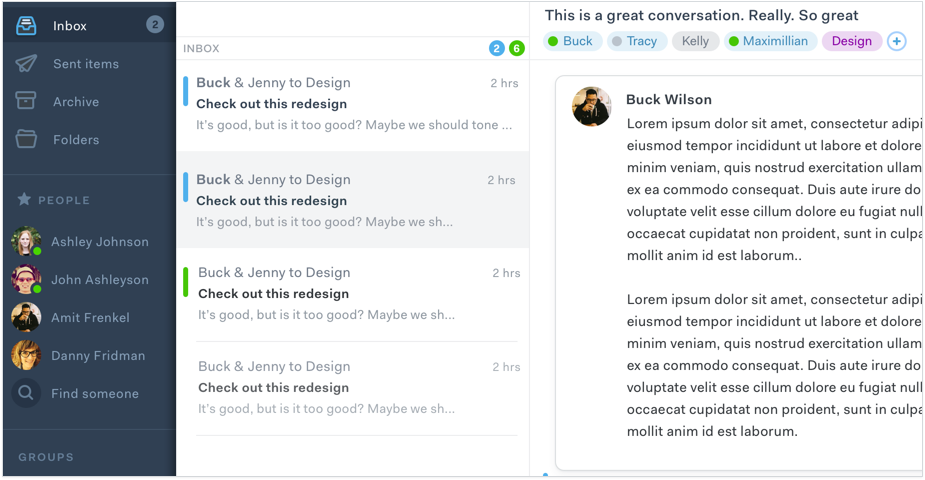 Inbox 2
Sent items
Archive
Folders
PEOPLE
Ashley Johnson
John Ashleyson
Amit Frenkel
Danny Fridman
Find someone
GROUPS
INBOX 2 6
Buck & Jenny to Design 2 hrs
Check out this redesign
It's good, but is it too good? Maybe we should tone ...
Buck & Jenny to Design 2 hrs
Check out this redesign
It's good, but is it too good? Maybe we sh...
Buck & Jenny to Design 2 hrs
Check out this redesign
It's good, but is it too good? Maybe we sh...
Buck & Jenny to Design 2 hrs
Check out this redesign
It's good, but is it too good? Maybe we sh...
This is a great conversation. Really. So great
Buck Tracy Kelly Maximillian Design +
Buck Wilson
Lorem ipsum dolor sit amet, consectetur adipi
eiusmod tempor incididunt ut labore et dolore
minim veniam, quis nostrud exercitation ullam
ex ea commodo consequat. Duis aute irure do
voluptate velit esse cillum dolore eu fugiat null
occaecat cupidatat non proident, sunt in culpa
mollit anim id est laborum..
Lorem ipsum dolor sit amet, consectetur adipi
eiusmod tempor incididunt ut labore et dolore
minim veniam, quis nostrud exercitation ullam
ex ea commodo consequat. Duis aute irure do
voluptate velit esse cillum dolore eu fugiat null
occaecat cupidatat non proident, sunt in culpa
mollit anim id est laborum.